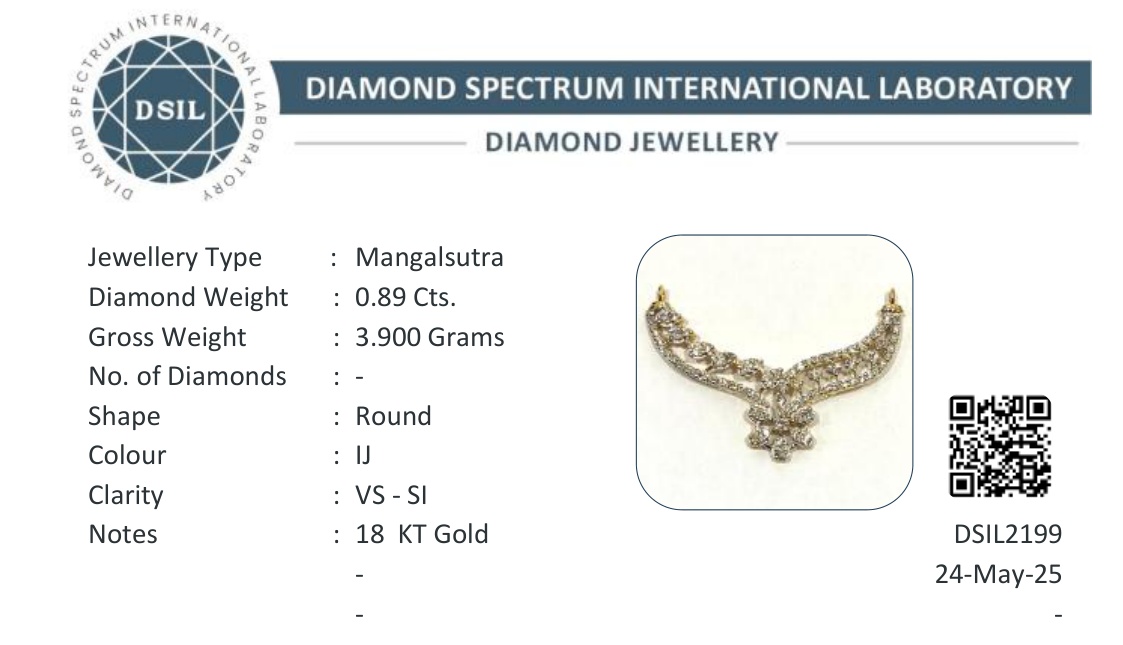 DIAMOND SPECTRUM INTERNATIONAL LABORATORY
DSIL
DIAMOND SPECTRUM INTERNATIONAL LABORATORY
DIAMOND JEWELLERY
Jewellery Type : Mangalsutra
Diamond Weight : 0.89 Cts.
Gross Weight : 3.900 Grams
No. of Diamonds : -
Shape : Round
Colour : IJ
Clarity : VS - SI
Notes : 18 KT Gold
-
-
DSIL2199
24-May-25
-